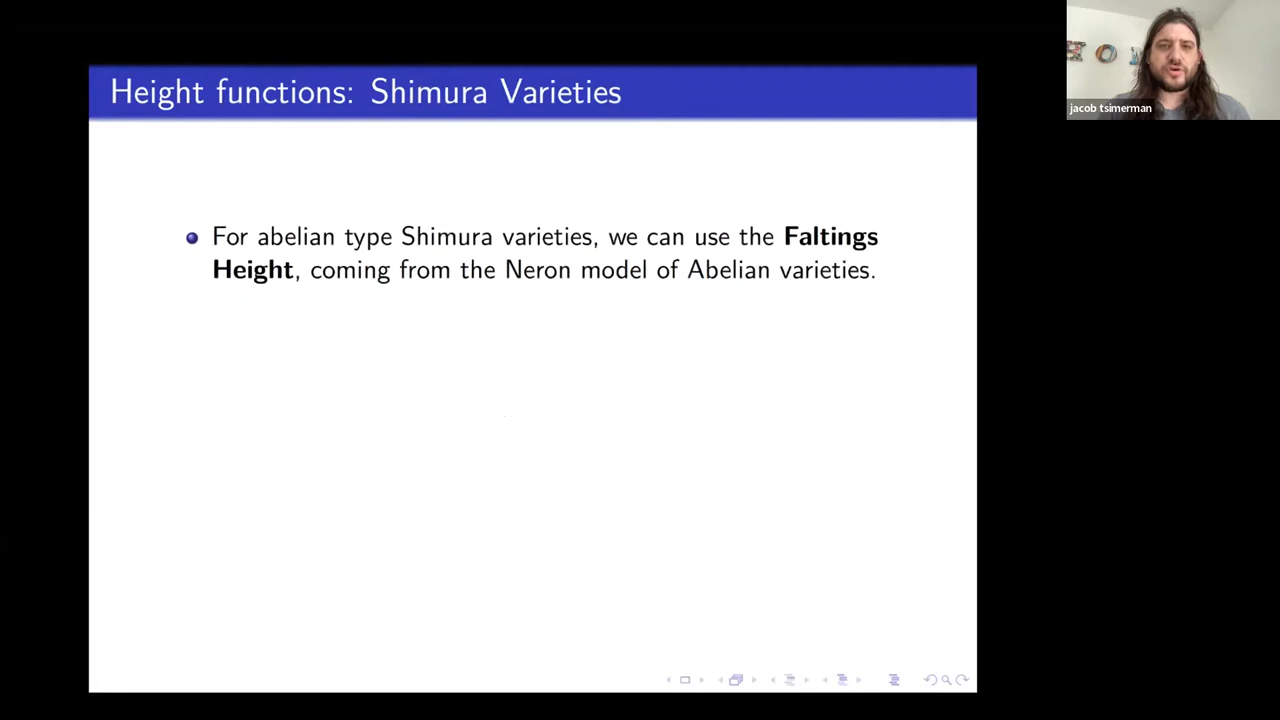 Height functions: Shimura Varieties
jacob tsimerman
For abelian type Shimura varieties, we can use the Faltings
Height, coming from the Neron model of Abelian varieties.